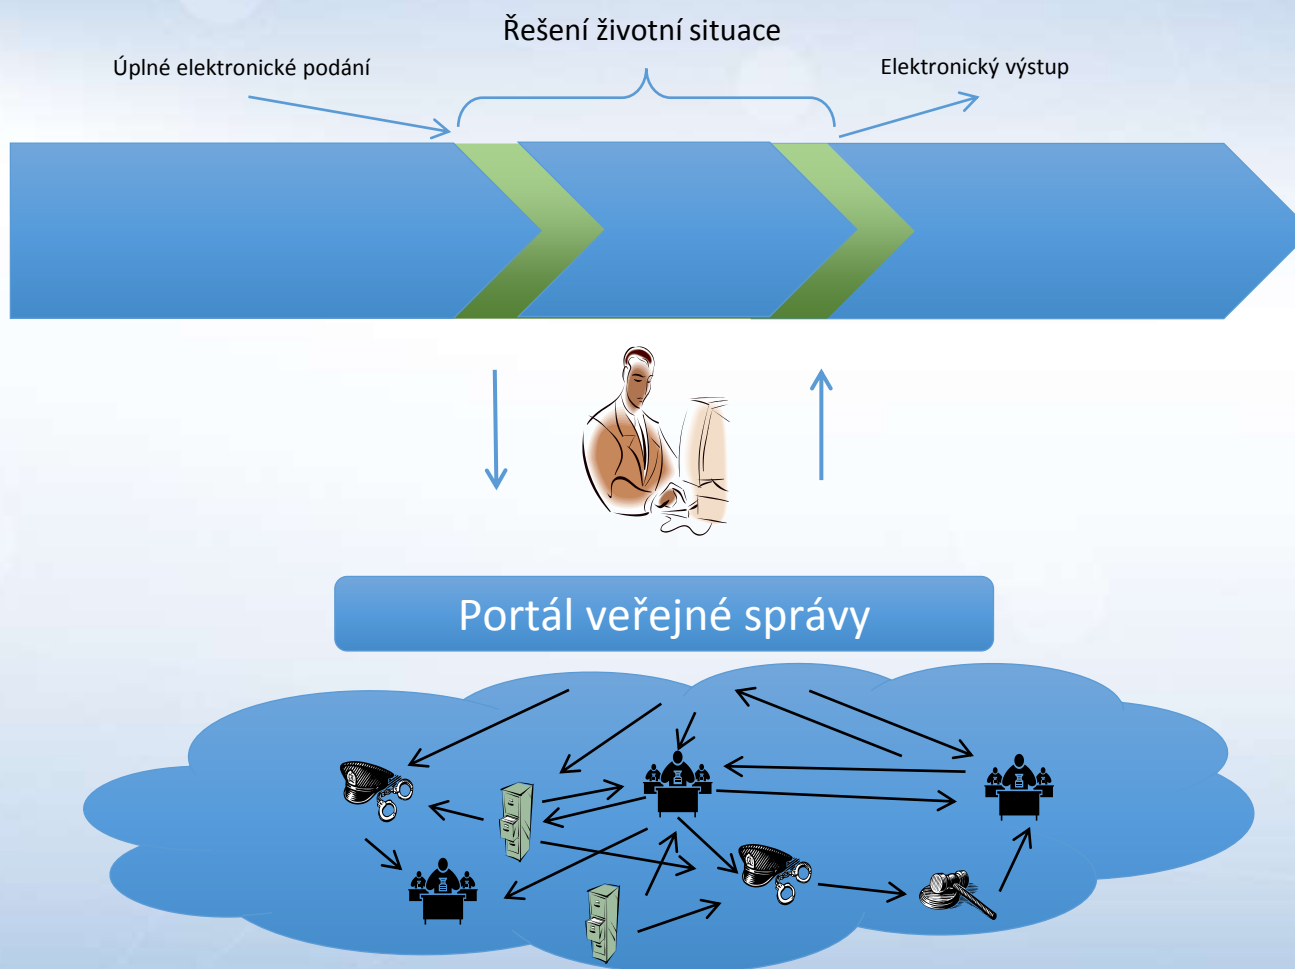 Řešení životní situace
Úplné elektronické podání
Elektronický výstup
Portál veřejné správy